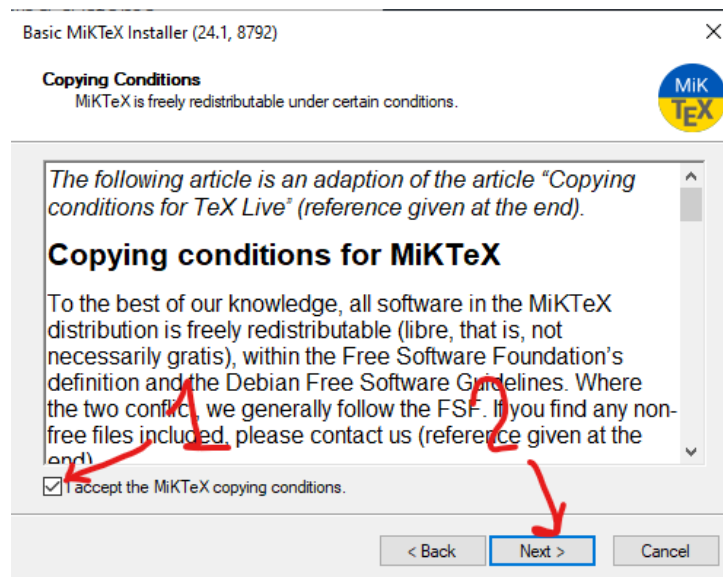 Basic MiKTeX Installer (24.1, 8792)
Copying Conditions
MiKTeX is freely redistributable under certain conditions.
MiK
TEX
The following article is an adaption of the article “Copying
conditions for TeX Live” (reference given at the end).
Copying conditions for MiKTeX
To the best of our knowledge, all software in the MiKTeX
distribution is freely redistributable (libre, that is, not
necessarily gratis), within the Free Software Foundation’s
definition and the Debian Free Software Guidelines. Where
the two conflict, we generally follow the FSF. If you find any non-
free files included, please contact us (reference given at the
end)
1
2
I accept the MiKTeX copying conditions.
< Back
Next >
Cancel